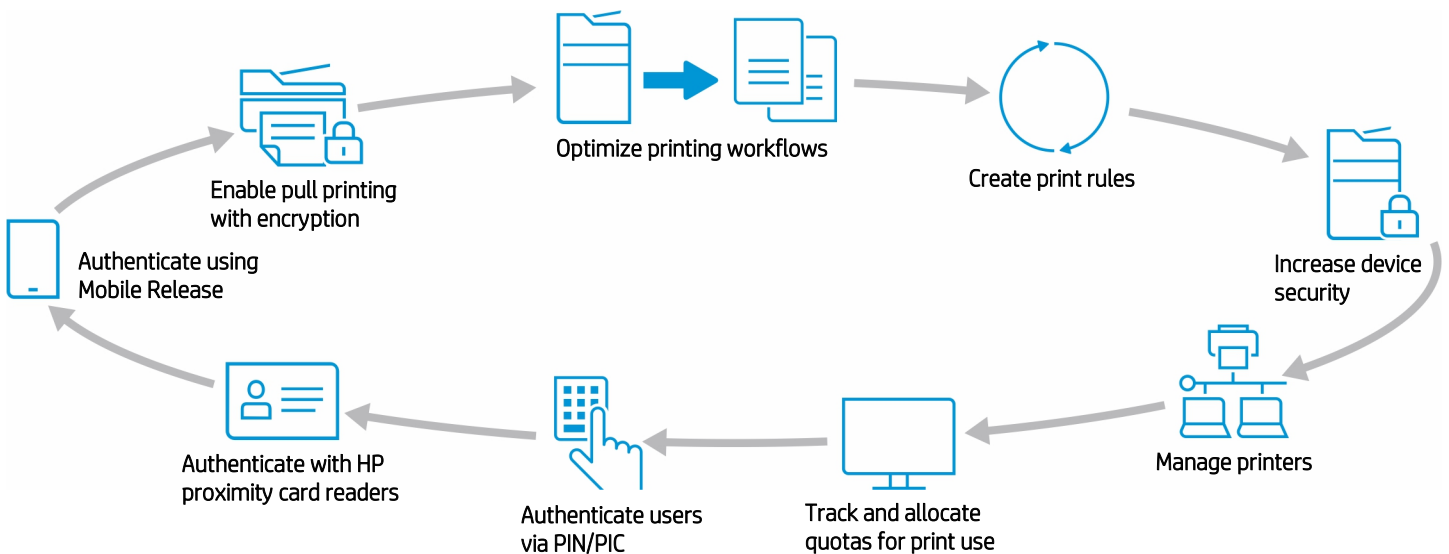 Optimize printing workflows
Create print rules
Enable pull printing
with encryption
Authenticate using
Mobile Release
Increase device
security
Manage printers
Authenticate with HP
proximity card readers
Authenticate users
via PIN/PIC
Track and allocate
quotas for print use